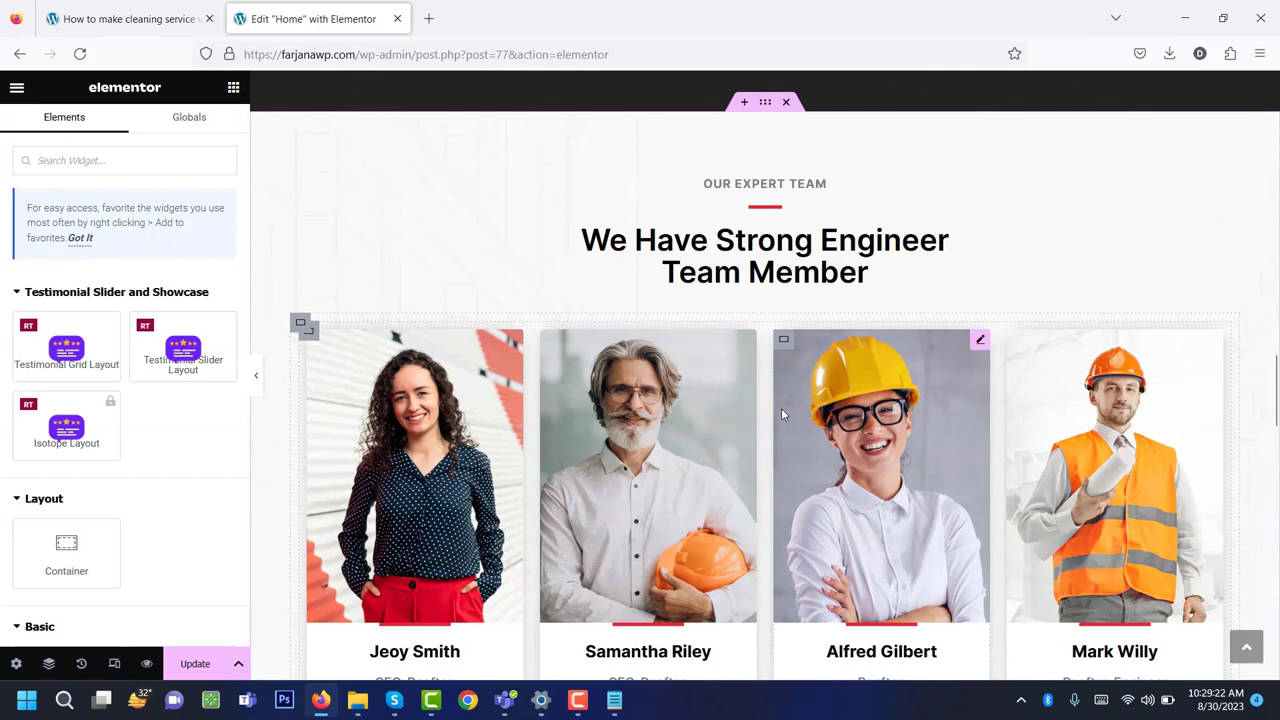 How to make cleaning service v
Edit "Home" with Elementor
https://farjanawp.com/wp-admin/post.php?post=77&action=elementor
elementor
Elements
Globals
Search Widget...
For easy access, favorite the widgets you
use most often by right clicking > Add to
favorites. Got It
Testimonial Slider and Showcase
RT
Testimonial Grid Layout
RT
Testimonial Slider
Layout
RT
Isotope Layout
Layout
Container
Basic
Update
OUR EXPERT TEAM
We Have Strong Engineer
Team Member
Jeoy Smith
Samantha Riley
Alfred Gilbert
Mark Willy
32°
10:29:22 AM
8/30/2023